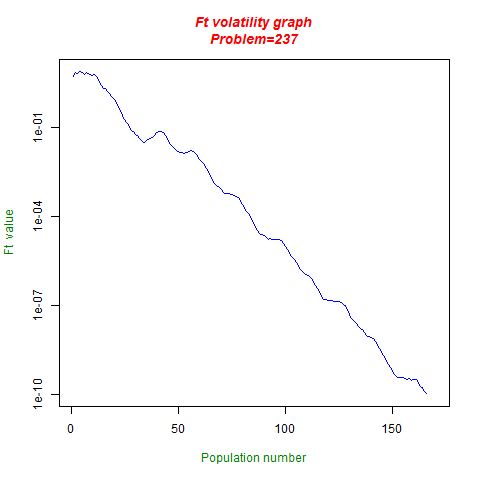 Ft volatility graph
Problem=237
Ft value
1e-01
1e-04
1e-07
1e-10
0 50 100 150
Population number